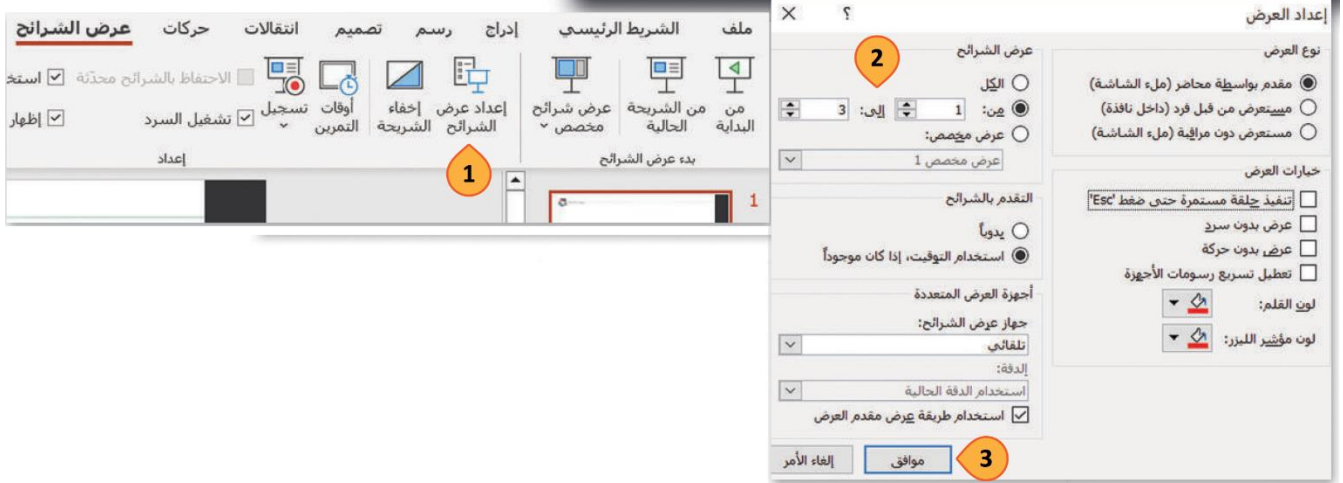 ملف الشريط الرئيسي إدراج رسم تصميم انتقالات حركات عرض الشرائح
من البداية
من الشريحة الحالية
عرض شرائح مخصص
بدء عرض الشرائح
إعداد عرض الشرائح
إخفاء الشريحة
أوقات التمرين
تسجيل
الاحتفاظ بالشرائح محدّثة
تشغيل السرد
إظهار
إعداد
1
1
إعداد العرض
؟
نوع العرض
مقدم بواسطة محاضر (ملء الشاشة)
مستعرض من قبل فرد (داخل نافذة)
مستعرض دون مراقبة (ملء الشاشة)
خيارات العرض
تنفيذ حلقة مستمرة حتى ضغط 'Esc'
عرض بدون سرد
عرض بدون حركة
تعطيل تسريع رسومات الأجهزة
لون القلم:
لون مؤشر الليزر:
عرض الشرائح
2
الكل
من: 1 إلى: 3
عرض مخصص:
عرض مخصص 1
التقدم بالشرائح
يدوياً
استخدام التوقيت، إذا كان موجوداً
أجهزة العرض المتعددة
جهاز عرض الشرائح:
تلقائي
الدقة:
استخدام الدقة الحالية
استخدام طريقة عرض مقدم العرض
3
موافق
إلغاء الأمر